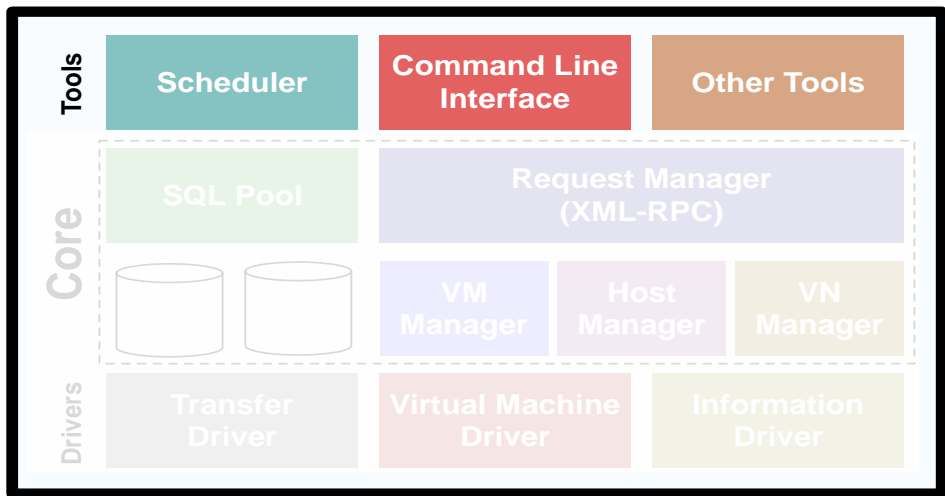 Tools
Scheduler
Command Line
Interface
Other Tools
Core
SQL Pool
Request Manager
(XML-RPC)
VM
Manager
Host
Manager
VN
Manager
Drivers
Transfer
Driver
Virtual Machine
Driver
Information
Driver